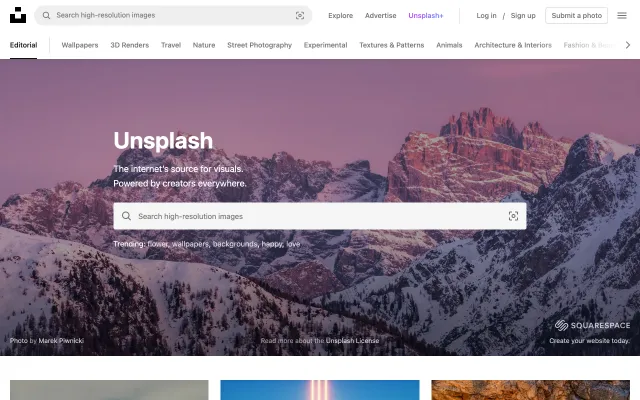 Search high-resolution images
Explore
Advertise
Unsplash+
Log in / Sign up
Submit a photo
Editorial
Wallpapers
3D Renders
Travel
Nature
Street Photography
Experimental
Textures & Patterns
Animals
Architecture & Interiors
Fashion &
Unsplash
The internet's source for visuals.
Powered by creators everywhere.
Search high-resolution images
Trending: flower, wallpapers, backgrounds, happy, love
SQUARESPACE
Photo by Marek Piwnicki
Read more about the Unsplash License
Create your website today.